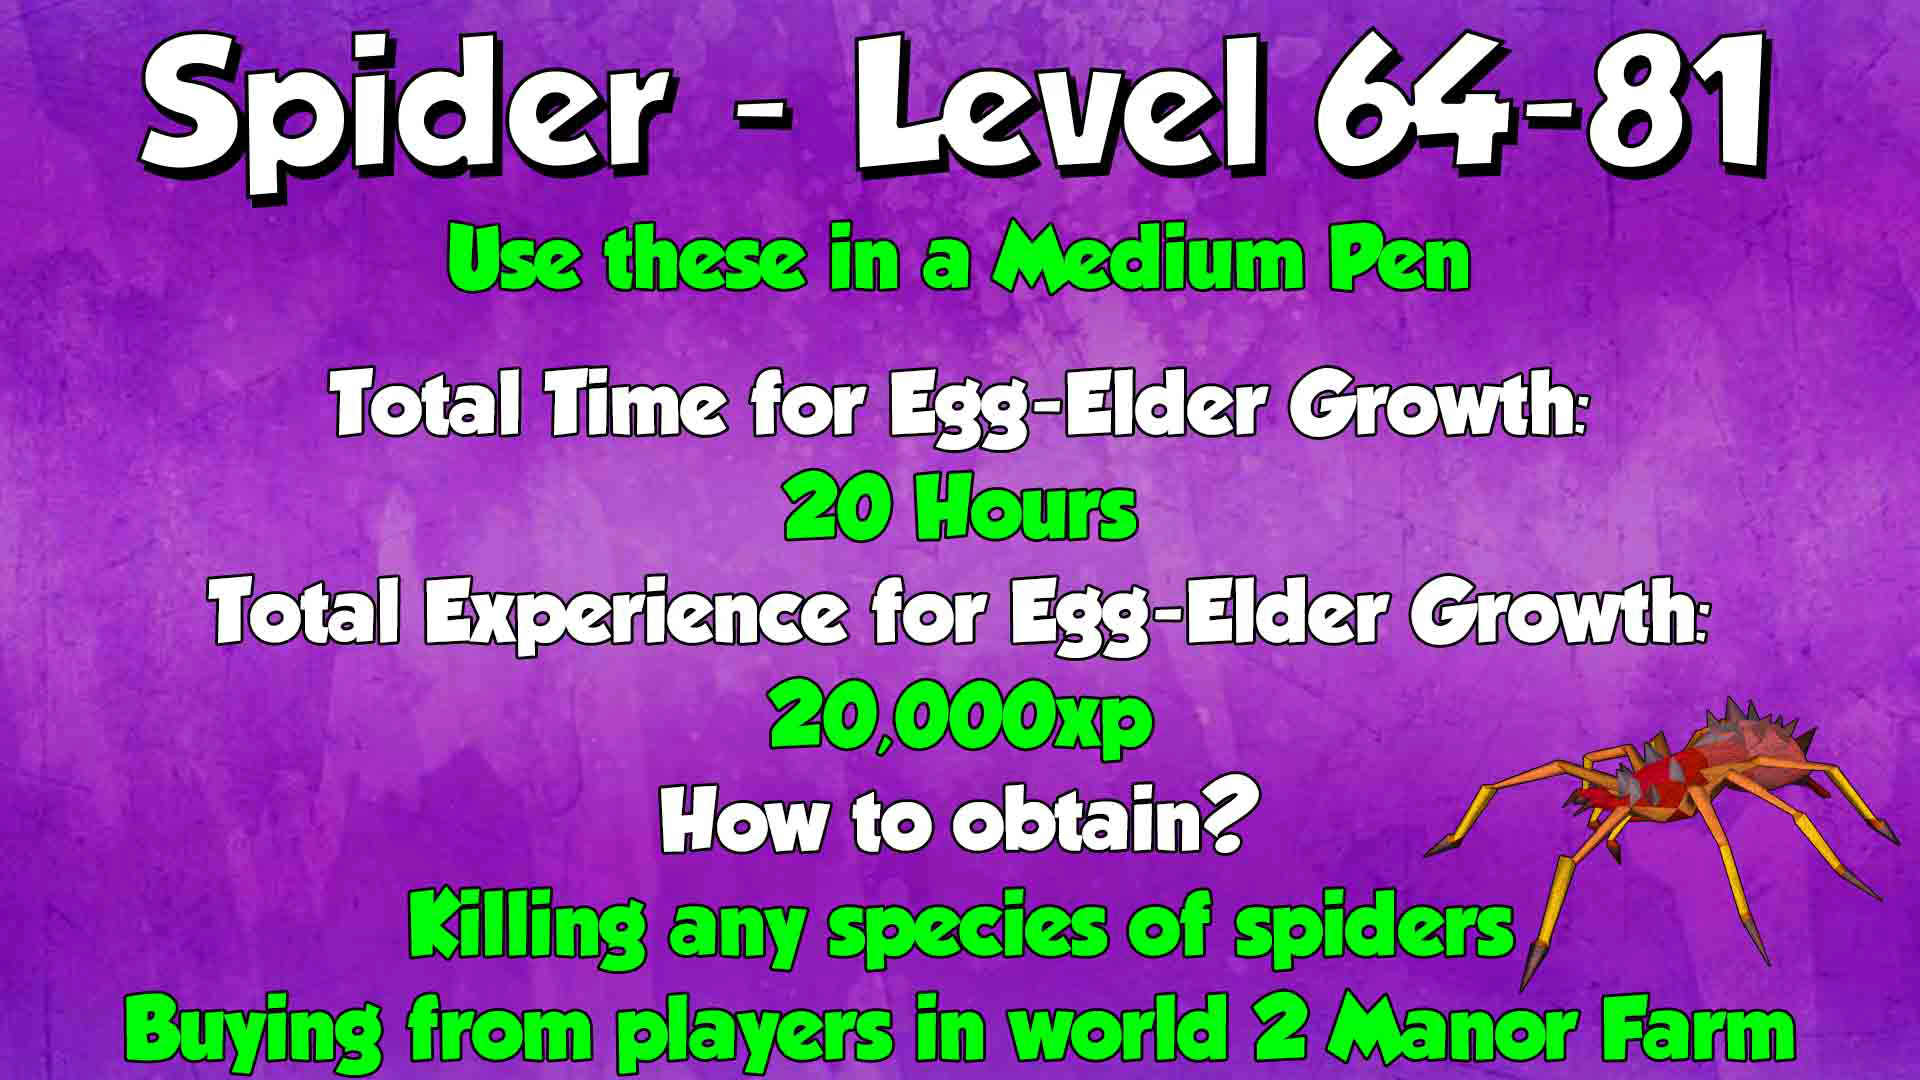 Spider - Level 64-81
Use these in a Medium Pen
Total Time for Egg-Elder Growth:
20 Hours
Total Experience for Egg-Elder Growth:
20,000xp
How to obtain?
Killing any species of spiders
Buying from players in world 2 Manor Farm